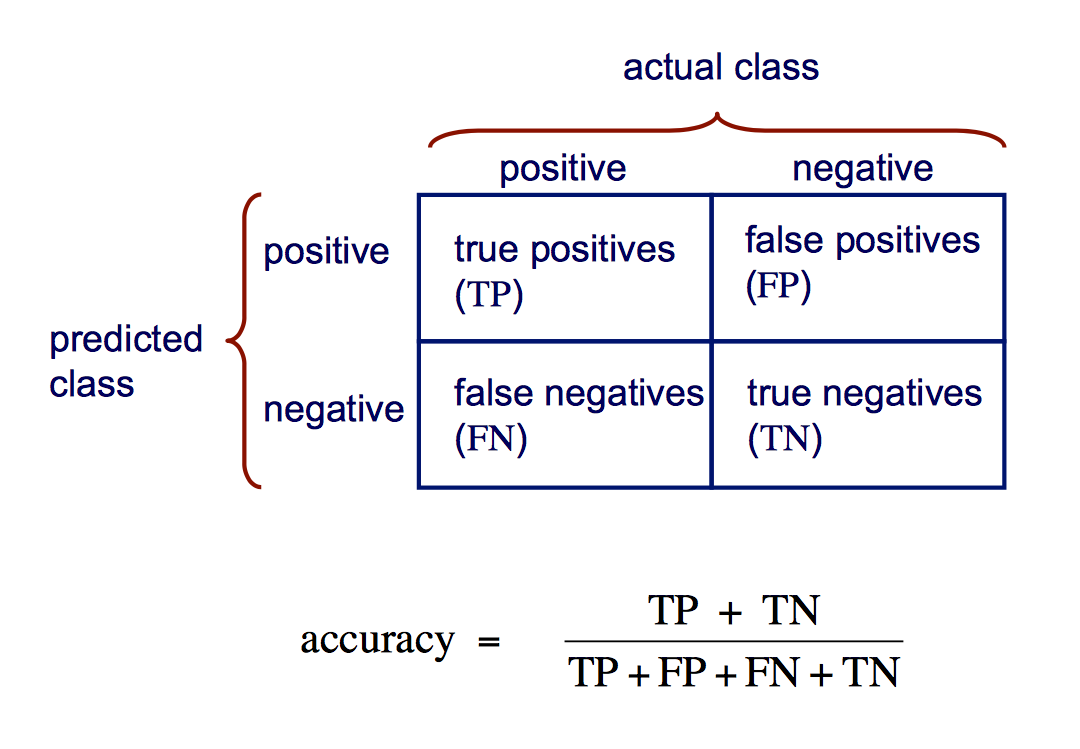 actual class
positive negative
positive
true positives
(TP)
false positives
(FP)
predicted
class
negative
false negatives
(FN)
true negatives
(TN)
accuracy = TP + TN
TP + FP + FN + TN